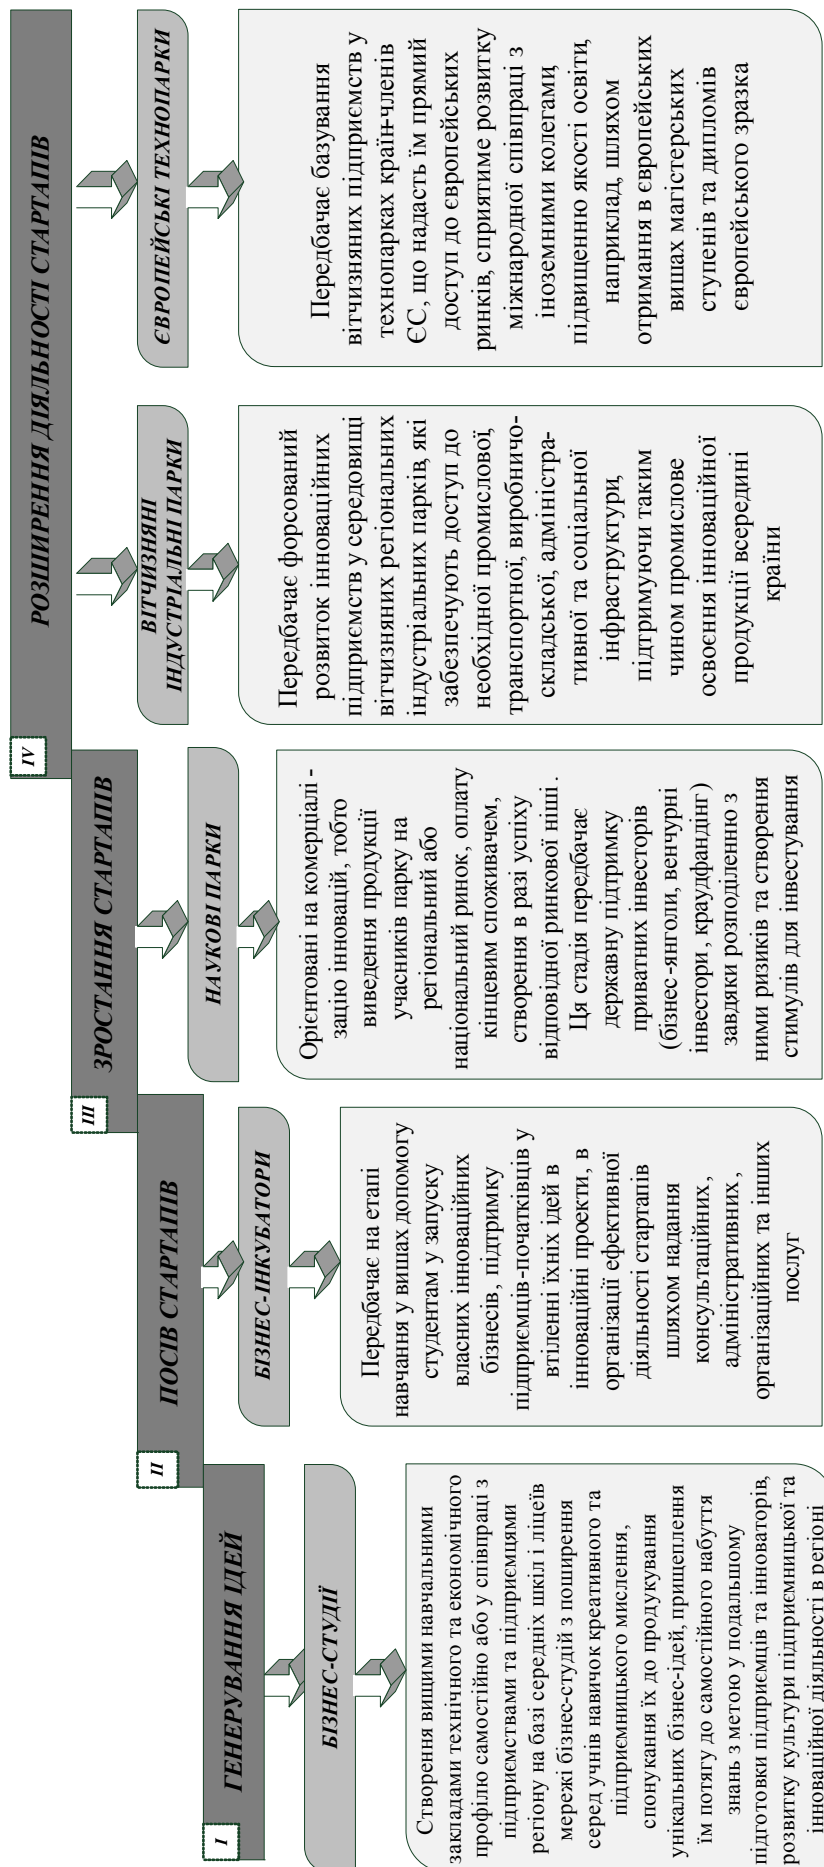 I
ГЕНЕРУВАННЯ ІДЕЙ
БІЗНЕС-СТУДІЇ
Створення вищими навчальними
закладами технічного та економічного
профілю самостійно або у співпраці з
підприємствами та підприємцями
регіону на базі середніх шкіл і ліцеїв
мережі бізнес-студій з поширення
серед учнів навичок креативного та
підприємницького мислення,
спонукання їх до продукування
унікальних бізнес-ідей, прищеплення
їм потягу до самостійного набуття
знань з метою у подальшому
підготовки підприємців та інноваторів,
розвитку культури підприємницької та
інноваційної діяльності в регіоні
II
ПОСІВ СТАРТАПІВ
БІЗНЕС-ІНКУБАТОРИ
Передбачає на етапі
навчання у вишах допомогу
студентам у запуску
власних інноваційних
бізнесів, підтримку
підприємців-початківців у
втіленні їхніх ідей в
інноваційні проекти, в
організації ефективної
діяльності стартапів
шляхом надання
консультаційних,
адміністративних,
організаційних та інших
послуг
III
ЗРОСТАННЯ СТАРТАПІВ
НАУКОВІ ПАРКИ
Орієнтовані на комерціалі -
зацію інновацій, тобто
виведення продукції
учасників парку на
регіональний або
національний ринок, оплату
кінцевим споживачем,
створення в разі успіху
відповідної ринкової ніші .
Ця стадія передбачає
державну підтримку
приватних інвесторів
(бізнес-янголи, венчурні
інвестори , краудфандінг )
завдяки розподіленню з
ними ризиків та створення
стимулів для інвестування
IV
РОЗШИРЕННЯ ДІЯЛЬНОСТІ СТАРТАПІВ
ВІТЧИЗНЯНІ
ІНДУСТРІАЛЬНІ ПАРКИ
Передбачає форсований
розвиток інноваційних
підприємств у середовищі
вітчизняних регіональних
індустріальних парків, які
забезпечують доступ до
необхідної промислової,
транспортної, виробничо-
складської, адміністра-
тивної та соціальної
інфраструктури,
підтримуючи таким
чином промислове
освоєння інноваційної
продукції всередині
країни
ЄВРОПЕЙСЬКІ ТЕХНОПАРКИ
Передбачає базування
вітчизняних підприємств у
технопарках країн-членів
ЄС, що надасть їм прямий
доступ до європейських
ринків, сприятиме розвитку
міжнародної співпраці з
іноземними колегами,
підвищенню якості освіти,
наприклад, шляхом
отримання в європейських
вишах магістерських
ступенів та дипломів
європейського зразка